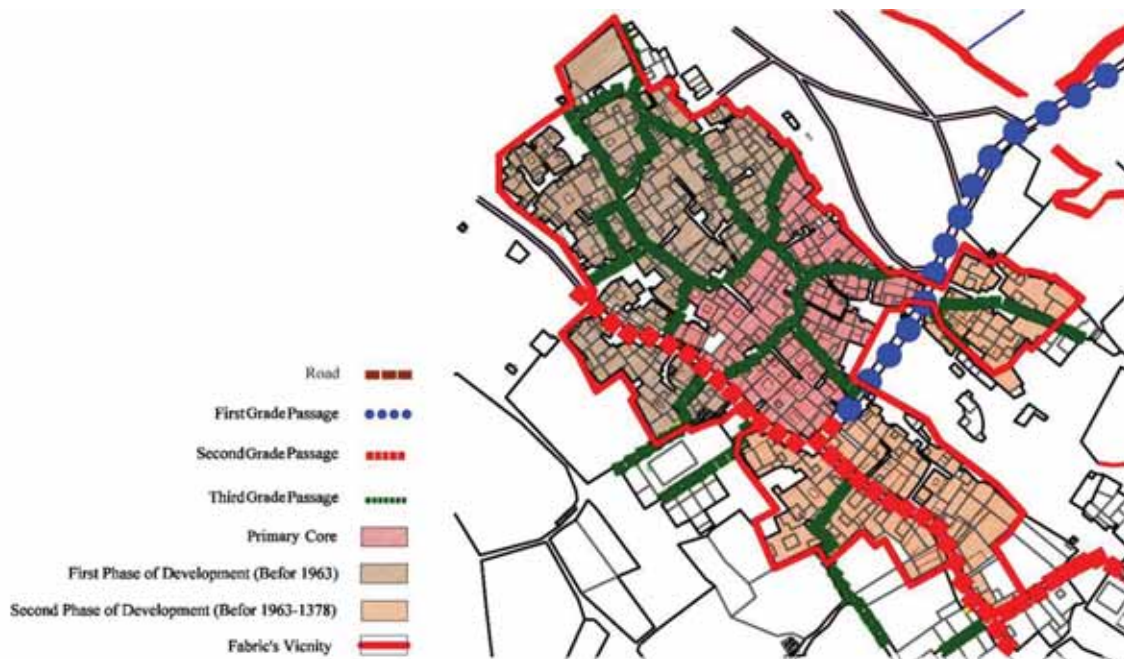 Road
First Grade Passage
Second Grade Passage
Third Grade Passage
Primary Core
First Phase of Development (Befor 1963)
Second Phase of Development (Befor 1963-1378)
Fabric's Vicnity